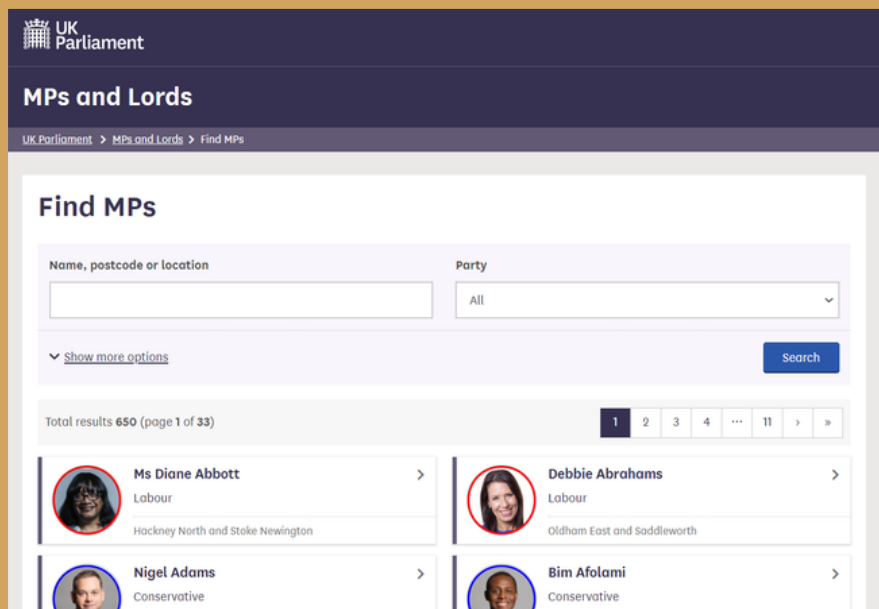 UK
Parliament
MPs and Lords
UK Parliament > MPs and Lords > Find MPs
Find MPs
Name, postcode or location
Party
All
Show more options
Search
Total results 650 (page 1 of 33)
1 2 3 4 ... 11 › »
Ms Diane Abbott
Labour
Hackney North and Stoke Newington
Debbie Abrahams
Labour
Oldham East and Saddleworth
Nigel Adams
Conservative
Bim Afolami
Conservative